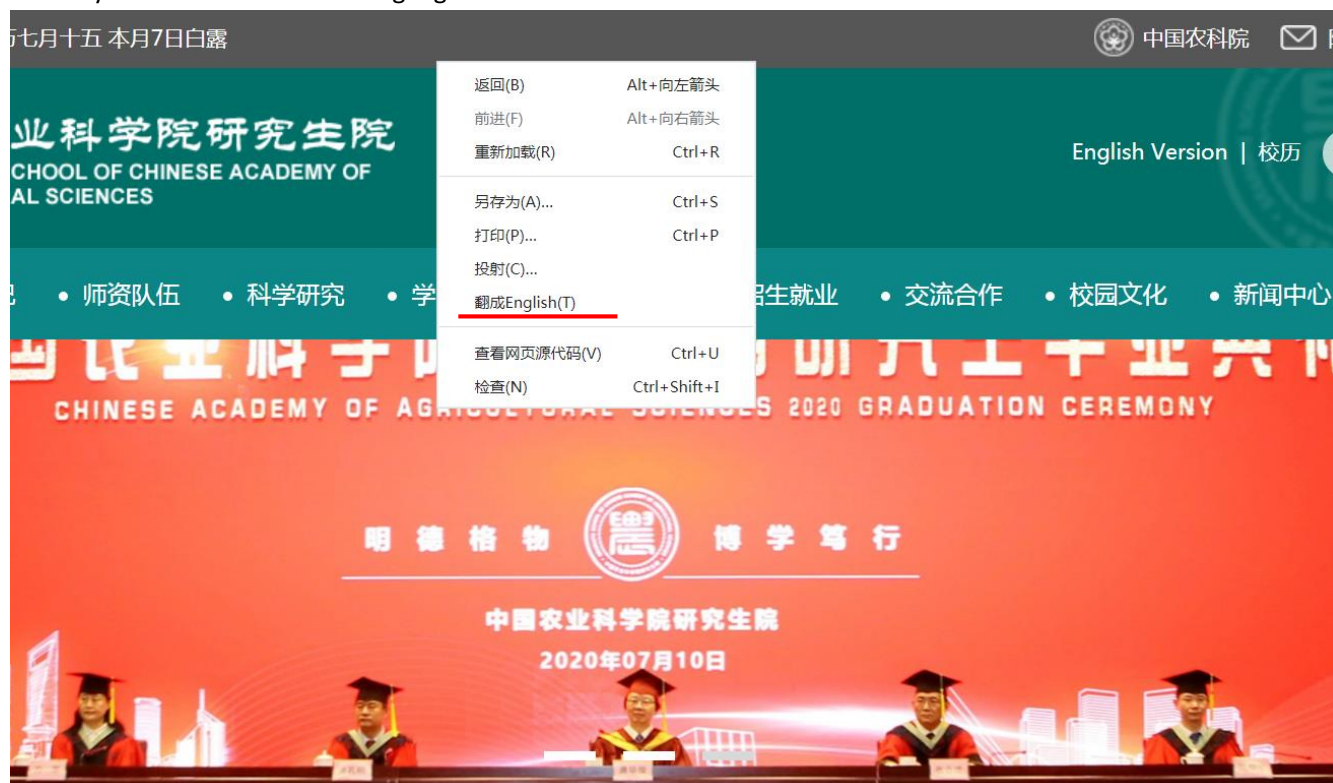 七月十五 本月7日白露
中国农科院
业科学院研究生院
CHOOL OF CHINESE ACADEMY OF
AL SCIENCES
English Version | 校历
返回(B) Alt+向左箭头
前进(F) Alt+向右箭头
重新加载(R) Ctrl+R
另存为(A)... Ctrl+S
打印(P)... Ctrl+P
投射(C)...
翻成English(T)
查看网页源代码(V) Ctrl+U
检查(N) Ctrl+Shift+I
• 师资队伍 • 科学研究 • 学 生就业 • 交流合作 • 校园文化 • 新闻中心
CHINESE ACADEMY OF AGRICULTURAL SCIENCES 2020 GRADUATION CEREMONY
明德格物 博学笃行
中国农业科学院研究生院
2020年07月10日